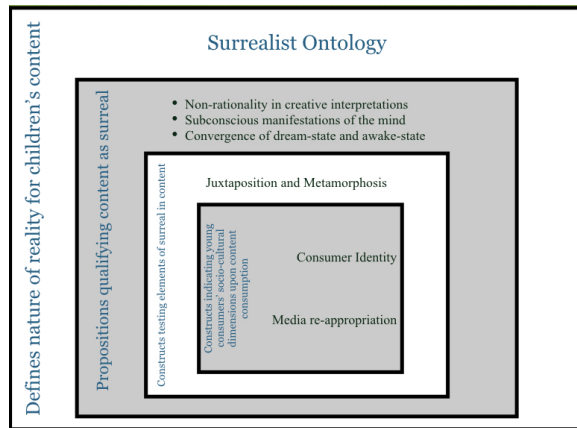 Surrealist Ontology
Defines nature of reality for children's content
Propositions qualifying content as surreal
• Non-rationality in creative interpretations
• Subconscious manifestations of the mind
• Convergence of dream-state and awake-state
Constructs testing elements of surreal in content
Juxtaposition and Metamorphosis
Constructs indicating young
consumers' socio-cultural
dimensions upon content
consumption
Consumer Identity
Media re-appropriation